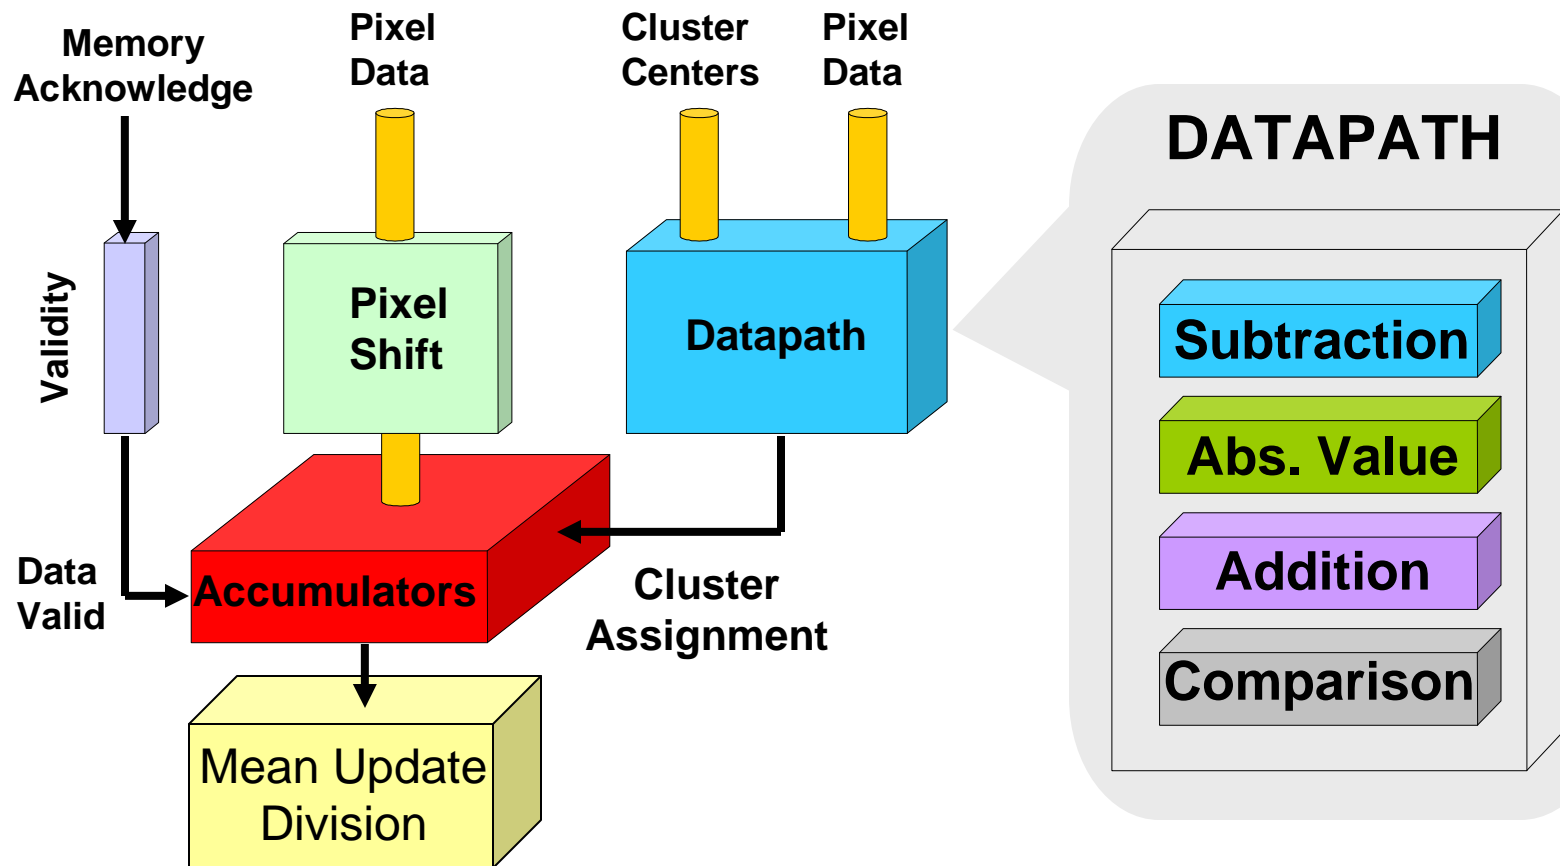 Memory
Acknowledge
Pixel
Data
Cluster
Centers
Pixel
Data
DATAPATH
Validity
Pixel
Shift
Datapath
Subtraction
Abs. Value
Addition
Comparison
Data
Valid
Accumulators
Cluster
Assignment
Mean Update
Division